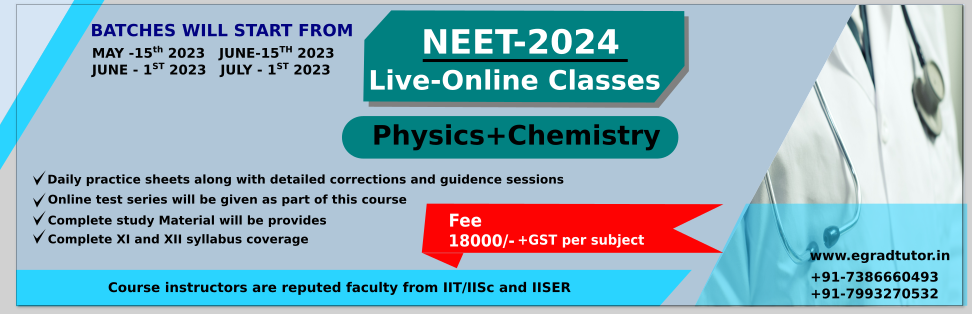 BATCHES WILL START FROM
MAY -15th 2023 JUNE-15TH 2023
JUNE - 1ST 2023 JULY - 1ST 2023
NEET-2024
Live-Online Classes
Physics+Chemistry
Daily practice sheets along with detailed corrections and guidence sessions
Online test series will be given as part of this course
Complete study Material will be provides
Complete XI and XII syllabus coverage
Fee
18000/- +GST per subject
Course instructors are reputed faculty from IIT/IISc and IISER
www.egradtutor.in
+91-7386660493
+91-7993270532